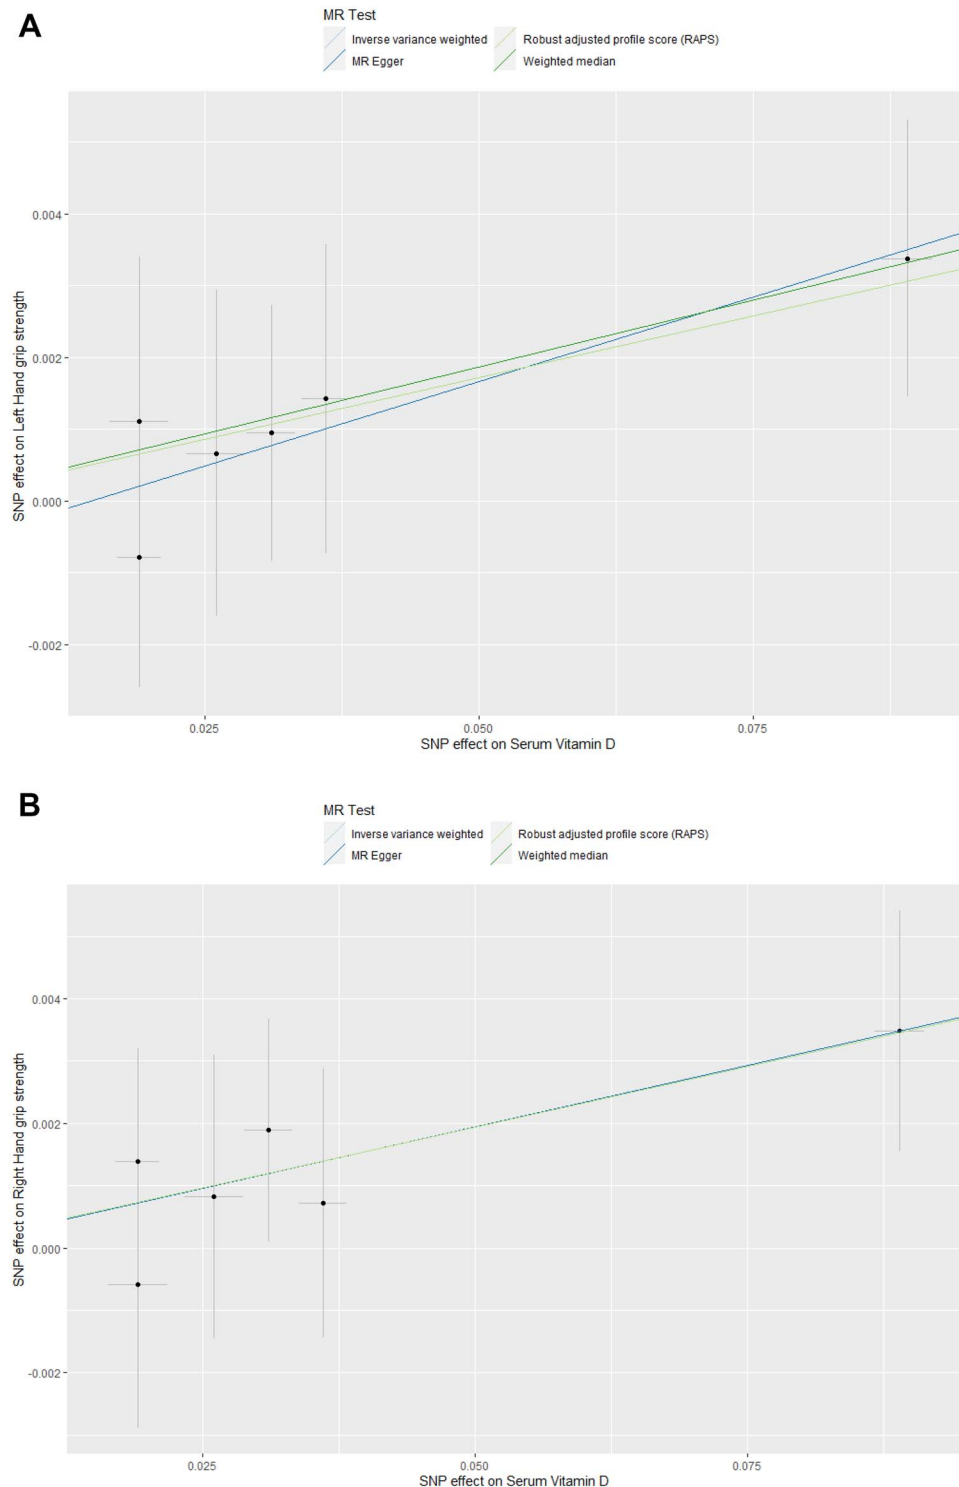 A
MR Test
Inverse variance weighted
Robust adjusted profile score (RAPS)
MR Egger
Weighted median
SNP effect on Left Hand grip strength
0.004
0.002
0.000
-0.002
0.025
0.050
0.075
SNP effect on Serum Vitamin D
B
MR Test
Inverse variance weighted
Robust adjusted profile score (RAPS)
MR Egger
Weighted median
SNP effect on Right Hand grip strength
0.004
0.002
0.000
-0.002
0.025
0.050
0.075
SNP effect on Serum Vitamin D